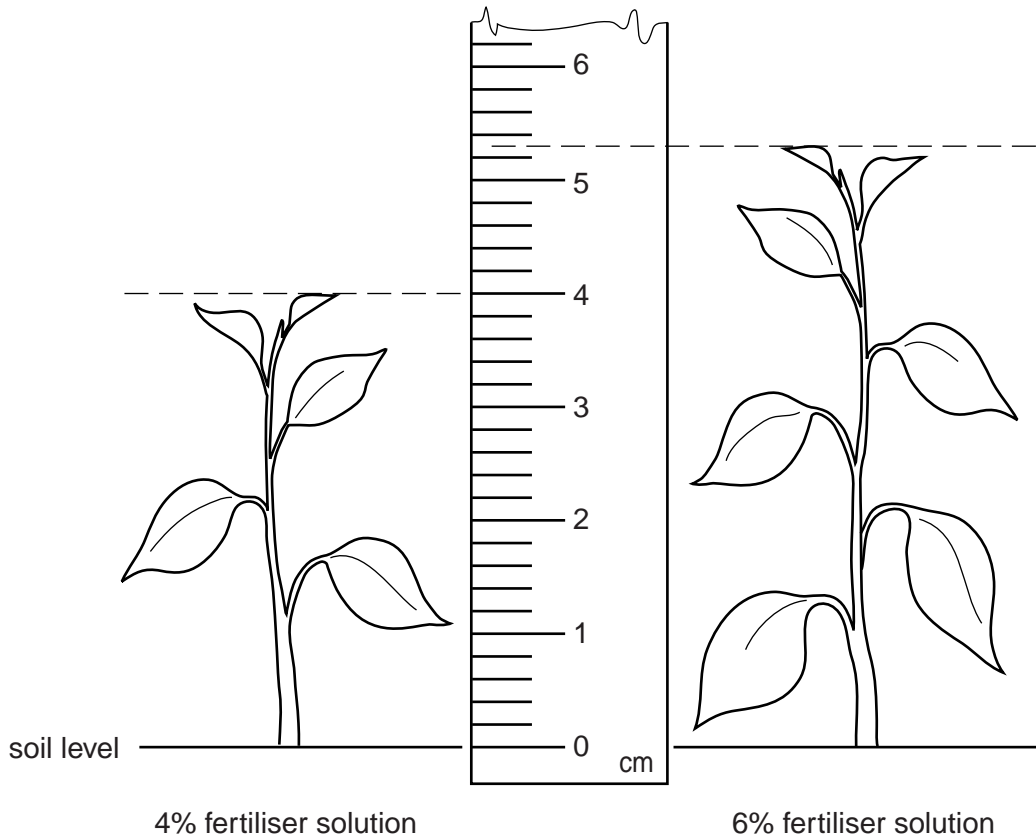 6
5
4
3
2
1
soil level
0
cm
4% fertiliser solution
6% fertiliser solution